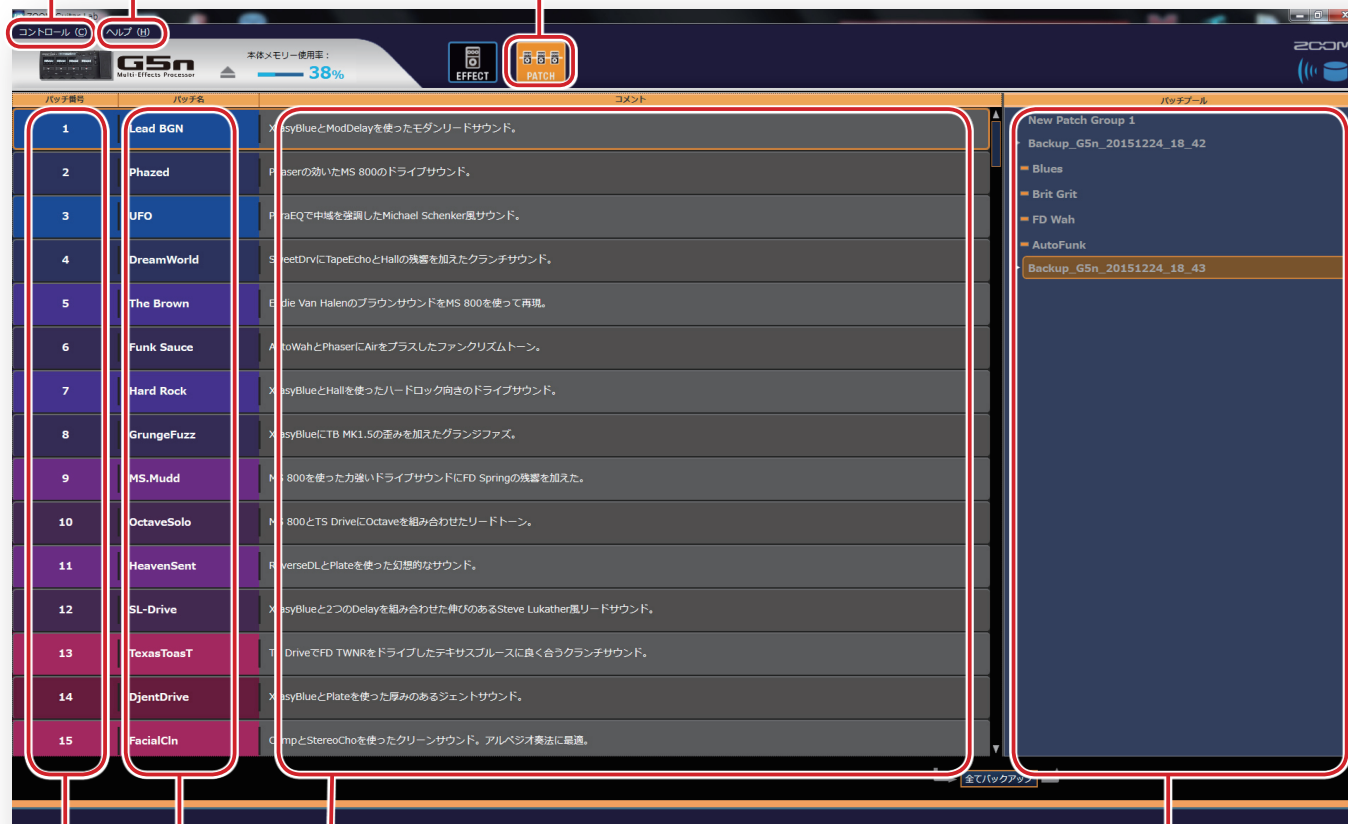 ZOOM Guitar Lab
コントロール (C) ヘルプ (H)
G5n
Multi-Effects Processor
本体メモリー使用率：
38%
EFFECT
PATCH
ZOOM
パッチ番号 パッチ名 コメント パッチプール
1 Lead BGN XtasyBlueとModDelayを使ったモダンリードサウンド。
2 Phazed Phaserの効いたMS 800のドライブサウンド。
3 UFO ParaEQで中域を強調したMichael Schenker風サウンド。
4 DreamWorld SweetDrvにTapeEchoとHallの残響を加えたクランチサウンド。
5 The Brown Eddie Van HalenのブラウンサウンドをMS 800を使って再現。
6 Funk Sauce AutoWahとPhaserにAirをプラスしたファンクリズムトーン。
7 Hard Rock XtasyBlueとHallを使ったハードロック向きのドライブサウンド。
8 GrungeFuzz XtasyBlueにTB MK1.5の歪みを加えたグランジファズ。
9 MS.Mudd MS 800を使った力強いドライブサウンドにFD Springの残響を加えた。
10 OctaveSolo MS 800とTS DriveにOctaveを組み合わせたリードトーン。
11 HeavenSent ReverseDLとPlateを使った幻想的なサウンド。
12 SL-Drive XtasyBlueと2つのDelayを組み合わせた伸びのあるSteve Lukather風リードサウンド。
13 TexasToasT TS DriveでFD TWNRをドライブしたテキサスブルースに良く合うクランチサウンド。
14 DjentDrive XtasyBlueとPlateを使った厚みのあるジェントサウンド。
15 FacialCln CompとStereoChoを使ったクリーンサウンド。アルペジオ奏法に最適。
New Patch Group 1
Backup_G5n_20151224_18_42
Blues
Brit Grit
FD Wah
AutoFunk
Backup_G5n_20151224_18_43
全てバックアップ